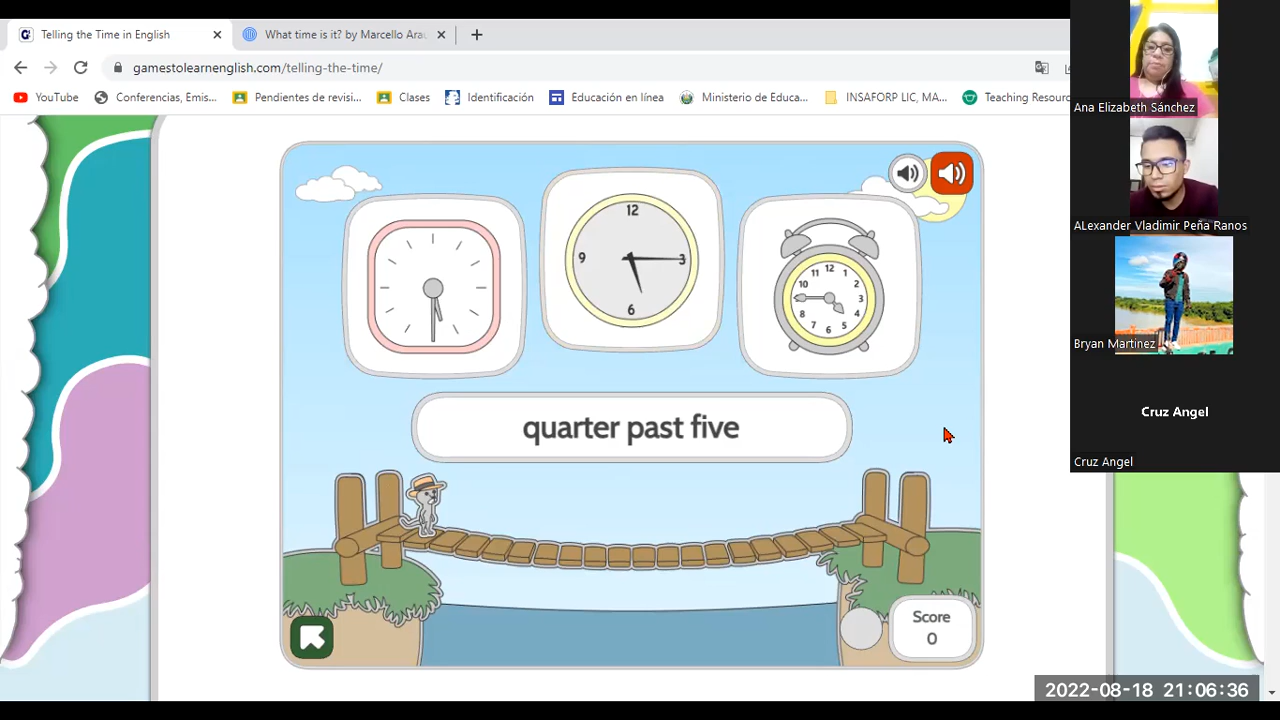 Telling the Time in English
What time is it? by Marcello Arau
gamestolearnenglish.com/telling-the-time/
YouTube
Conferencias, Emis...
Pendientes de revisi...
Clases
Identificación
Educación en línea
Ministerio de Educa...
INSAFORP LIC, MA...
Teaching Resourc
12
3
6
9
12
1
2
3
4
5
6
7
8
9
10
11
quarter past five
Score
0
Ana Elizabeth Sánchez
ALexander Vladimir Peña Ranos
Bryan Martinez
Cruz Angel
Cruz Angel
2022-08-18 21:06:36